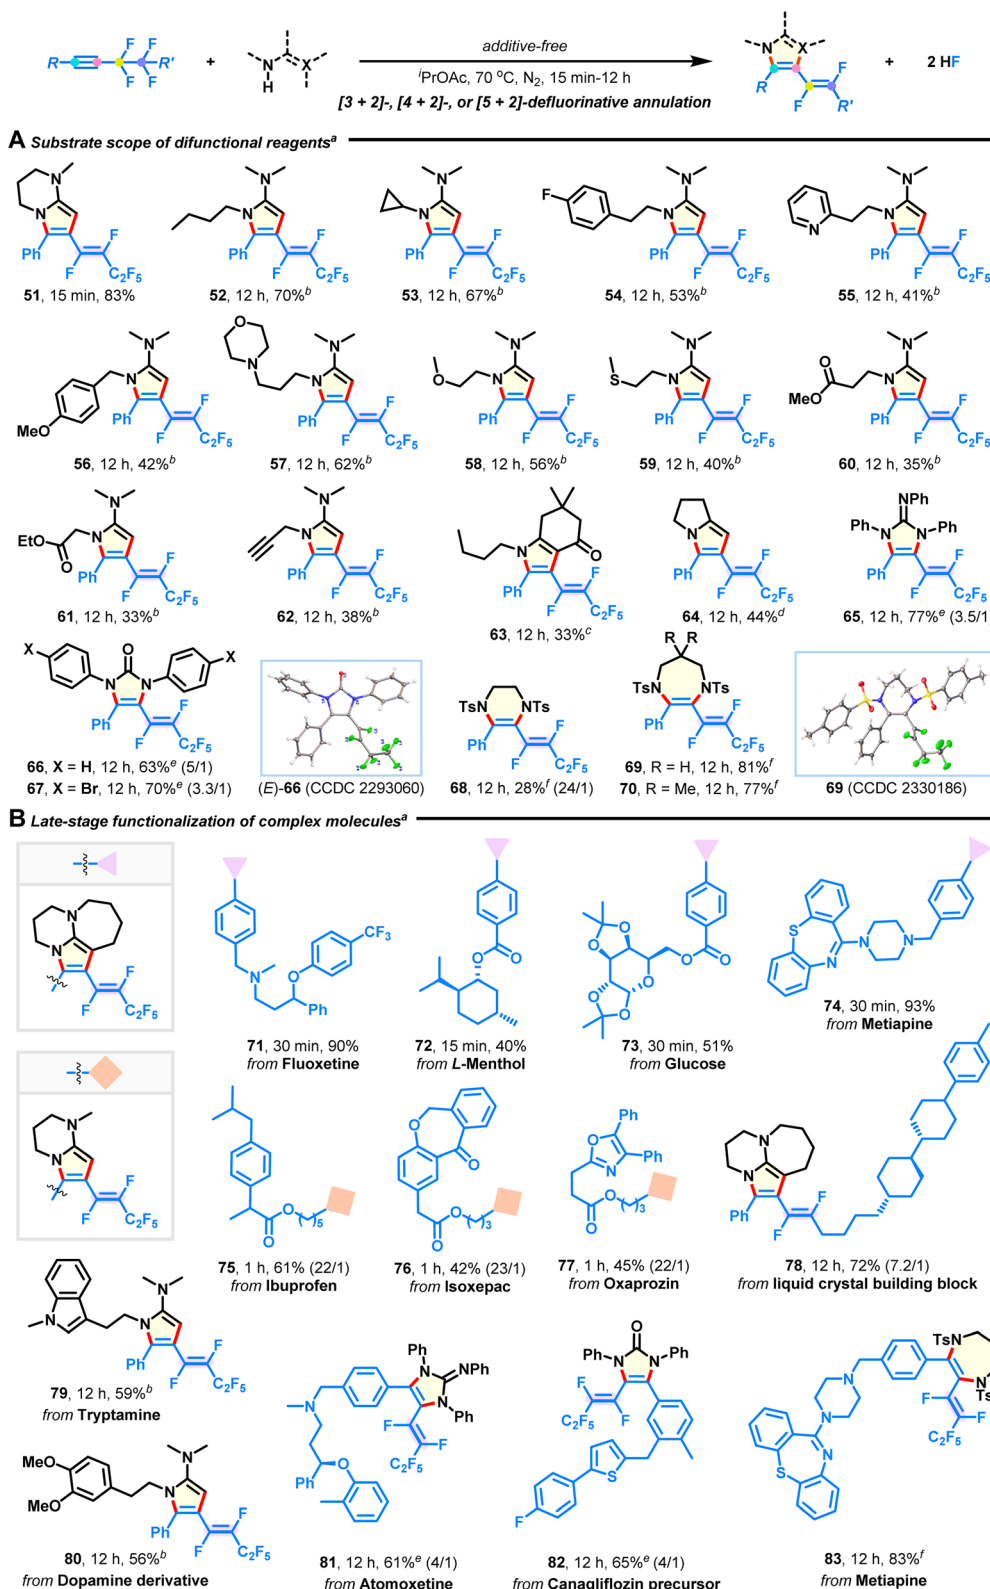 R F F F F R' + N H X additive-free N X R F F R' + 2 HF
ⁱPrOAc, 70 °C, N₂, 15 min-12 h
[3 + 2]-, [4 + 2]-, or [5 + 2]-defluorinative annulation
A Substrate scope of difunctional reagentsᵃ
51, 15 min, 83%
52, 12 h, 70%ᵇ
53, 12 h, 67%ᵇ
54, 12 h, 53%ᵇ
55, 12 h, 41%ᵇ
56, 12 h, 42%ᵇ
57, 12 h, 62%ᵇ
58, 12 h, 56%ᵇ
59, 12 h, 40%ᵇ
60, 12 h, 35%ᵇ
61, 12 h, 33%ᵇ
62, 12 h, 38%ᵇ
63, 12 h, 33%ᶜ
64, 12 h, 44%ᵈ
65, 12 h, 77%ᵉ (3.5/1)
66, X = H, 12 h, 63%ᵉ (5/1)
67, X = Br, 12 h, 70%ᵉ (3.3/1)
(E)-66 (CCDC 2293060)
68, 12 h, 28%ᶠ (24/1)
69, R = H, 12 h, 81%ᶠ
70, R = Me, 12 h, 77%ᶠ
69 (CCDC 2330186)
B Late-stage functionalization of complex moleculesᵃ
71, 30 min, 90%
from Fluoxetine
72, 15 min, 40%
from L-Menthol
73, 30 min, 51%
from Glucose
74, 30 min, 93%
from Metiapine
75, 1 h, 61% (22/1)
from Ibuprofen
76, 1 h, 42% (23/1)
from Isoxepac
77, 1 h, 45% (22/1)
from Oxaprozin
78, 12 h, 72% (7.2/1)
from liquid crystal building block
79, 12 h, 59%ᵇ
from Tryptamine
80, 12 h, 56%ᵇ
from Dopamine derivative
81, 12 h, 61%ᵉ (4/1)
from Atomoxetine
82, 12 h, 65%ᵉ (4/1)
from Canagliflozin precursor
83, 12 h, 83%ᶠ
from Metiapine